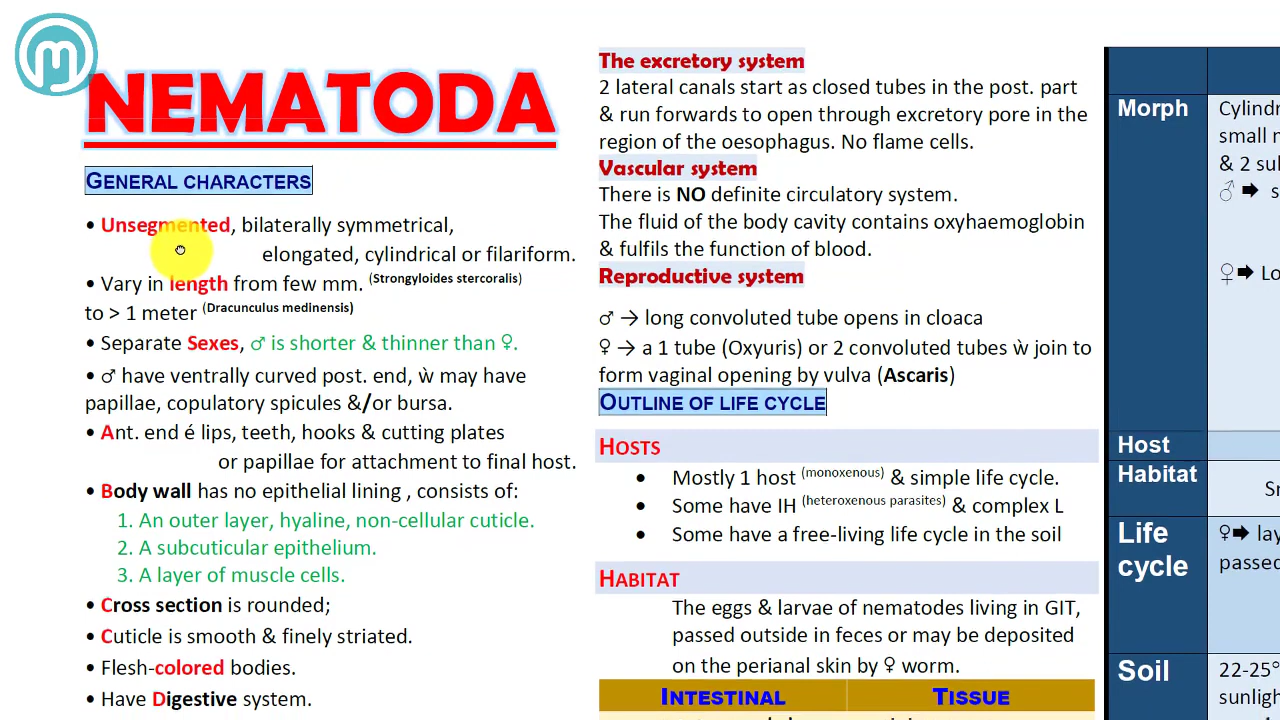 m
NEMATODA
GENERAL CHARACTERS
• Unsegmented, bilaterally symmetrical,
elongated, cylindrical or filariform.
• Vary in length from few mm. (Strongyloides stercoralis)
to > 1 meter (Dracunculus medinensis)
• Separate Sexes, ♂ is shorter & thinner than ♀.
• ♂ have ventrally curved post. end, ẁ may have
papillae, copulatory spicules &/or bursa.
• Ant. end é lips, teeth, hooks & cutting plates
or papillae for attachment to final host.
• Body wall has no epithelial lining , consists of:
1. An outer layer, hyaline, non-cellular cuticle.
2. A subcuticular epithelium.
3. A layer of muscle cells.
• Cross section is rounded;
• Cuticle is smooth & finely striated.
• Flesh-colored bodies.
• Have Digestive system.
The excretory system
2 lateral canals start as closed tubes in the post. part
& run forwards to open through excretory pore in the
region of the oesophagus. No flame cells.
Vascular system
There is NO definite circulatory system.
The fluid of the body cavity contains oxyhaemoglobin
& fulfils the function of blood.
Reproductive system
♂ → long convoluted tube opens in cloaca
♀ → a 1 tube (Oxyuris) or 2 convoluted tubes ẁ join to
form vaginal opening by vulva (Ascaris)
OUTLINE OF LIFE CYCLE
HOSTS
• Mostly 1 host (monoxenous) & simple life cycle.
• Some have IH (heteroxenous parasites) & complex L
• Some have a free-living life cycle in the soil
HABITAT
The eggs & larvae of nematodes living in GIT,
passed outside in feces or may be deposited
on the perianal skin by ♀ worm.
INTESTINAL TISSUE
Morph
Cylindr
small m
& 2 sul
♂ ➡ s
♀ ➡ Lo
Host
Habitat
Sr
Life
cycle
♀➡ lay
passed
Soil
22-25°
sunligh